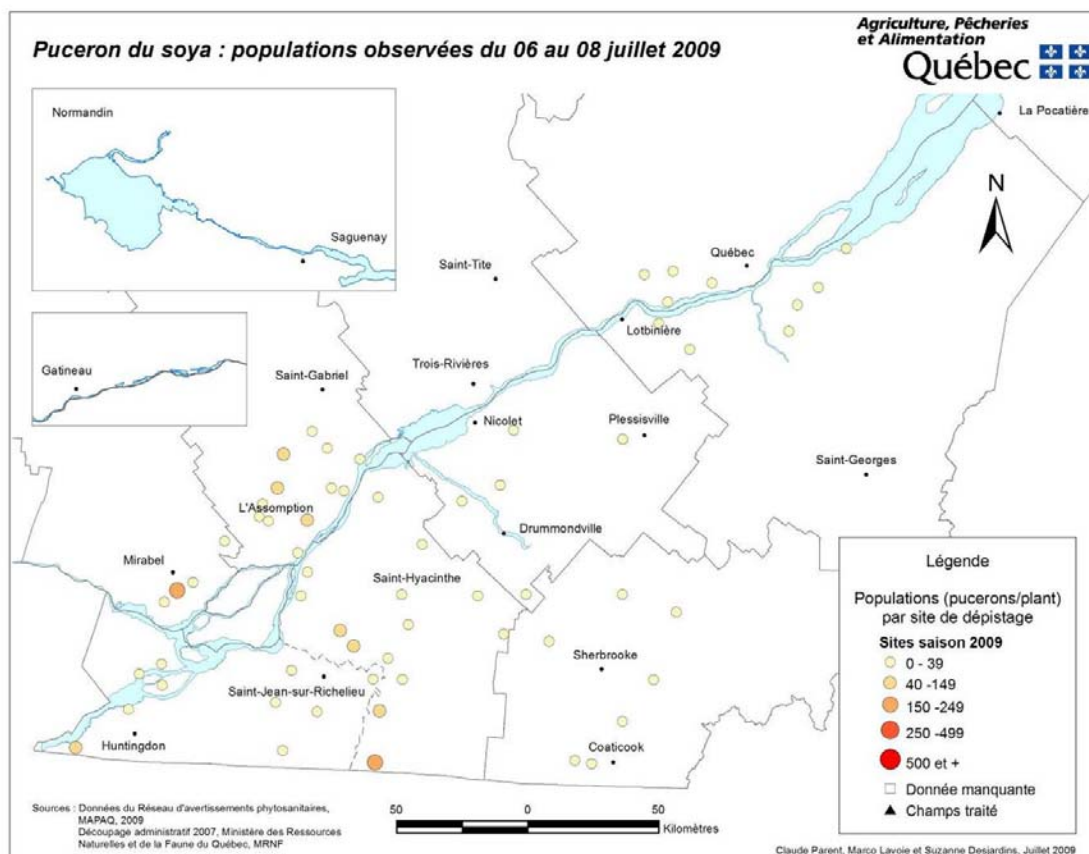 Puceron du soya : populations observées du 06 au 08 juillet 2009
Agriculture, Pêcheries
et Alimentation
Québec
Normandin
Saguenay
Gatineau
La Pocatière
N
Québec
Saint-Tite
Lotbinière
Trois-Rivières
Saint-Gabriel
Nicolet
Plessisville
Saint-Georges
L'Assomption
Drummondville
Mirabel
Saint-Hyacinthe
Sherbrooke
Saint-Jean-sur-Richelieu
Huntingdon
Coaticook
Légende
Populations (pucerons/plant)
par site de dépistage
Sites saison 2009
0 - 39
40 -149
150 -249
250 -499
500 et +
Donnée manquante
Champs traité
Sources : Données du Réseau d'avertissements phytosanitaires,
MAPAQ, 2009
Découpage administratif 2007, Ministère des Ressources
Naturelles et de la Faune du Québec, MRNF
50 0 50
Kilomètres
Claude Parent, Marco Lavoie et Suzanne Desjardins, Juillet 2009